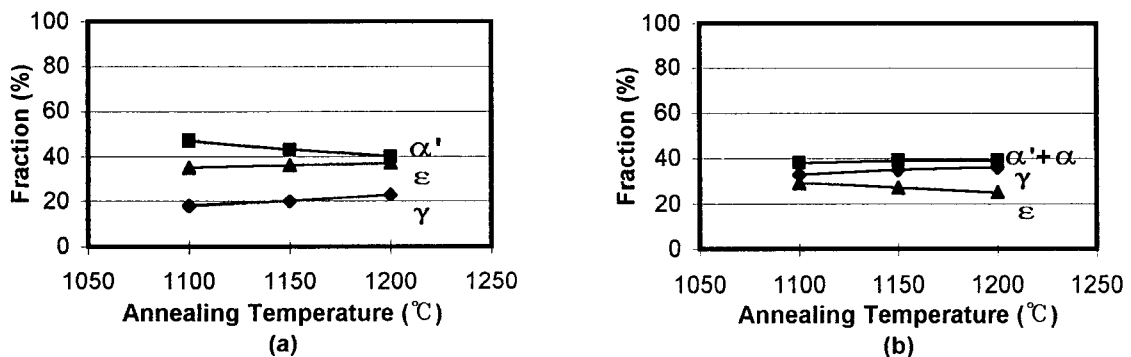 100
80
60
40
20
0
Fraction (%)
α'
ε
γ
1050 1100 1150 1200 1250
Annealing Temperature (℃)
(a)
100
80
60
40
20
0
Fraction (%)
α'+α
γ
ε
1050 1100 1150 1200 1250
Annealing Temperature (℃)
(b)